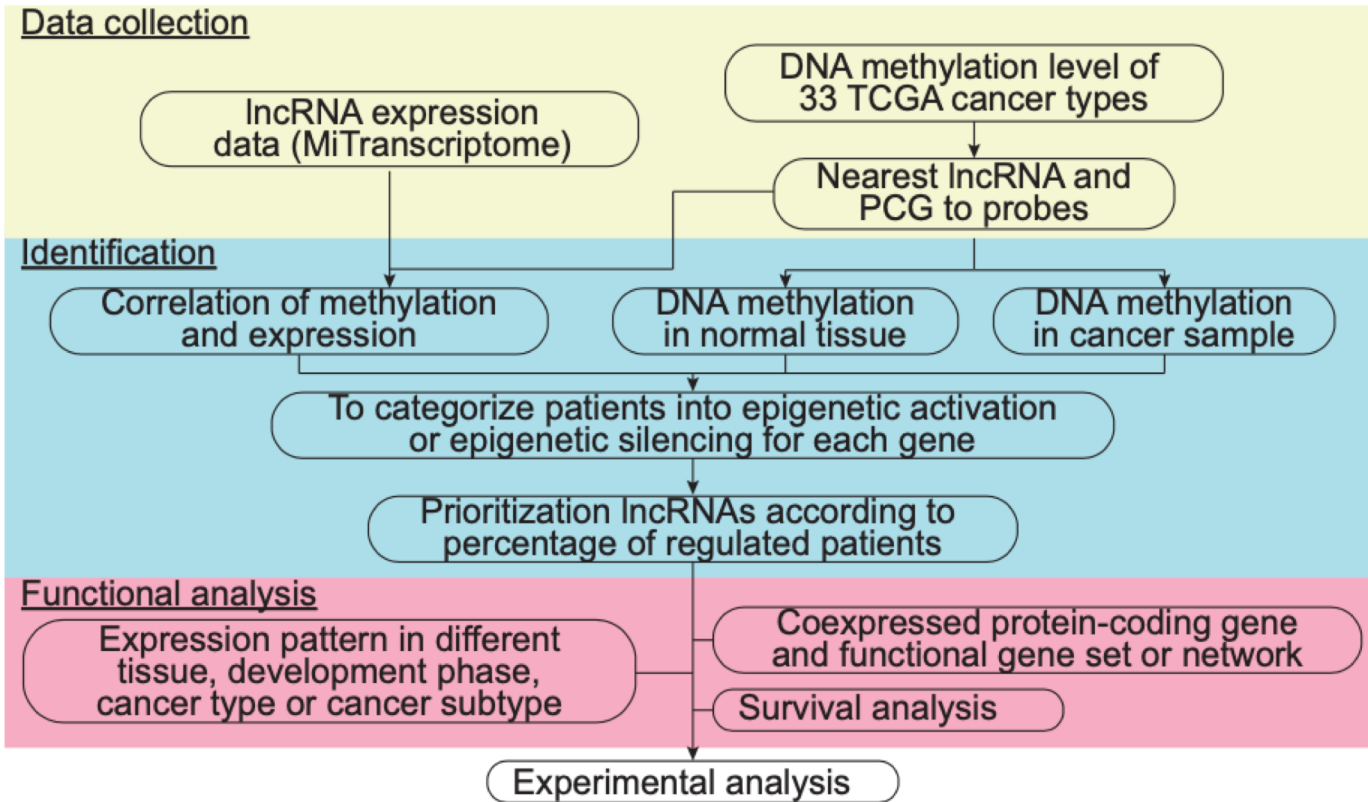 Data collection
DNA methylation level of
33 TCGA cancer types
lncRNA expression
data (MiTranscriptome)
Nearest lncRNA and
PCG to probes
Identification
Correlation of methylation
and expression
DNA methylation
in normal tissue
DNA methylation
in cancer sample
To categorize patients into epigenetic activation
or epigenetic silencing for each gene
Prioritization lncRNAs according to
percentage of regulated patients
Functional analysis
Expression pattern in different
tissue, development phase,
cancer type or cancer subtype
Coexpressed protein-coding gene
and functional gene set or network
Survival analysis
Experimental analysis